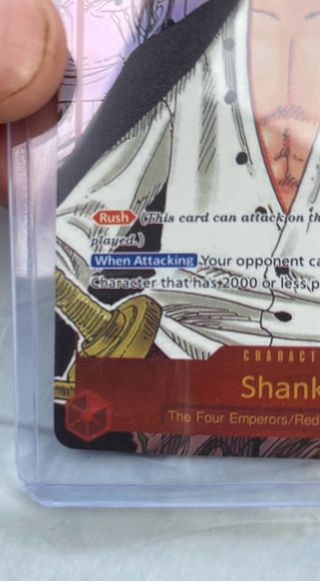 Rush (This card can attack on th
played.)
When Attacking Your opponent ca
Character that has 2000 or less p
CHARACT
Shank
The Four Emperors/Red